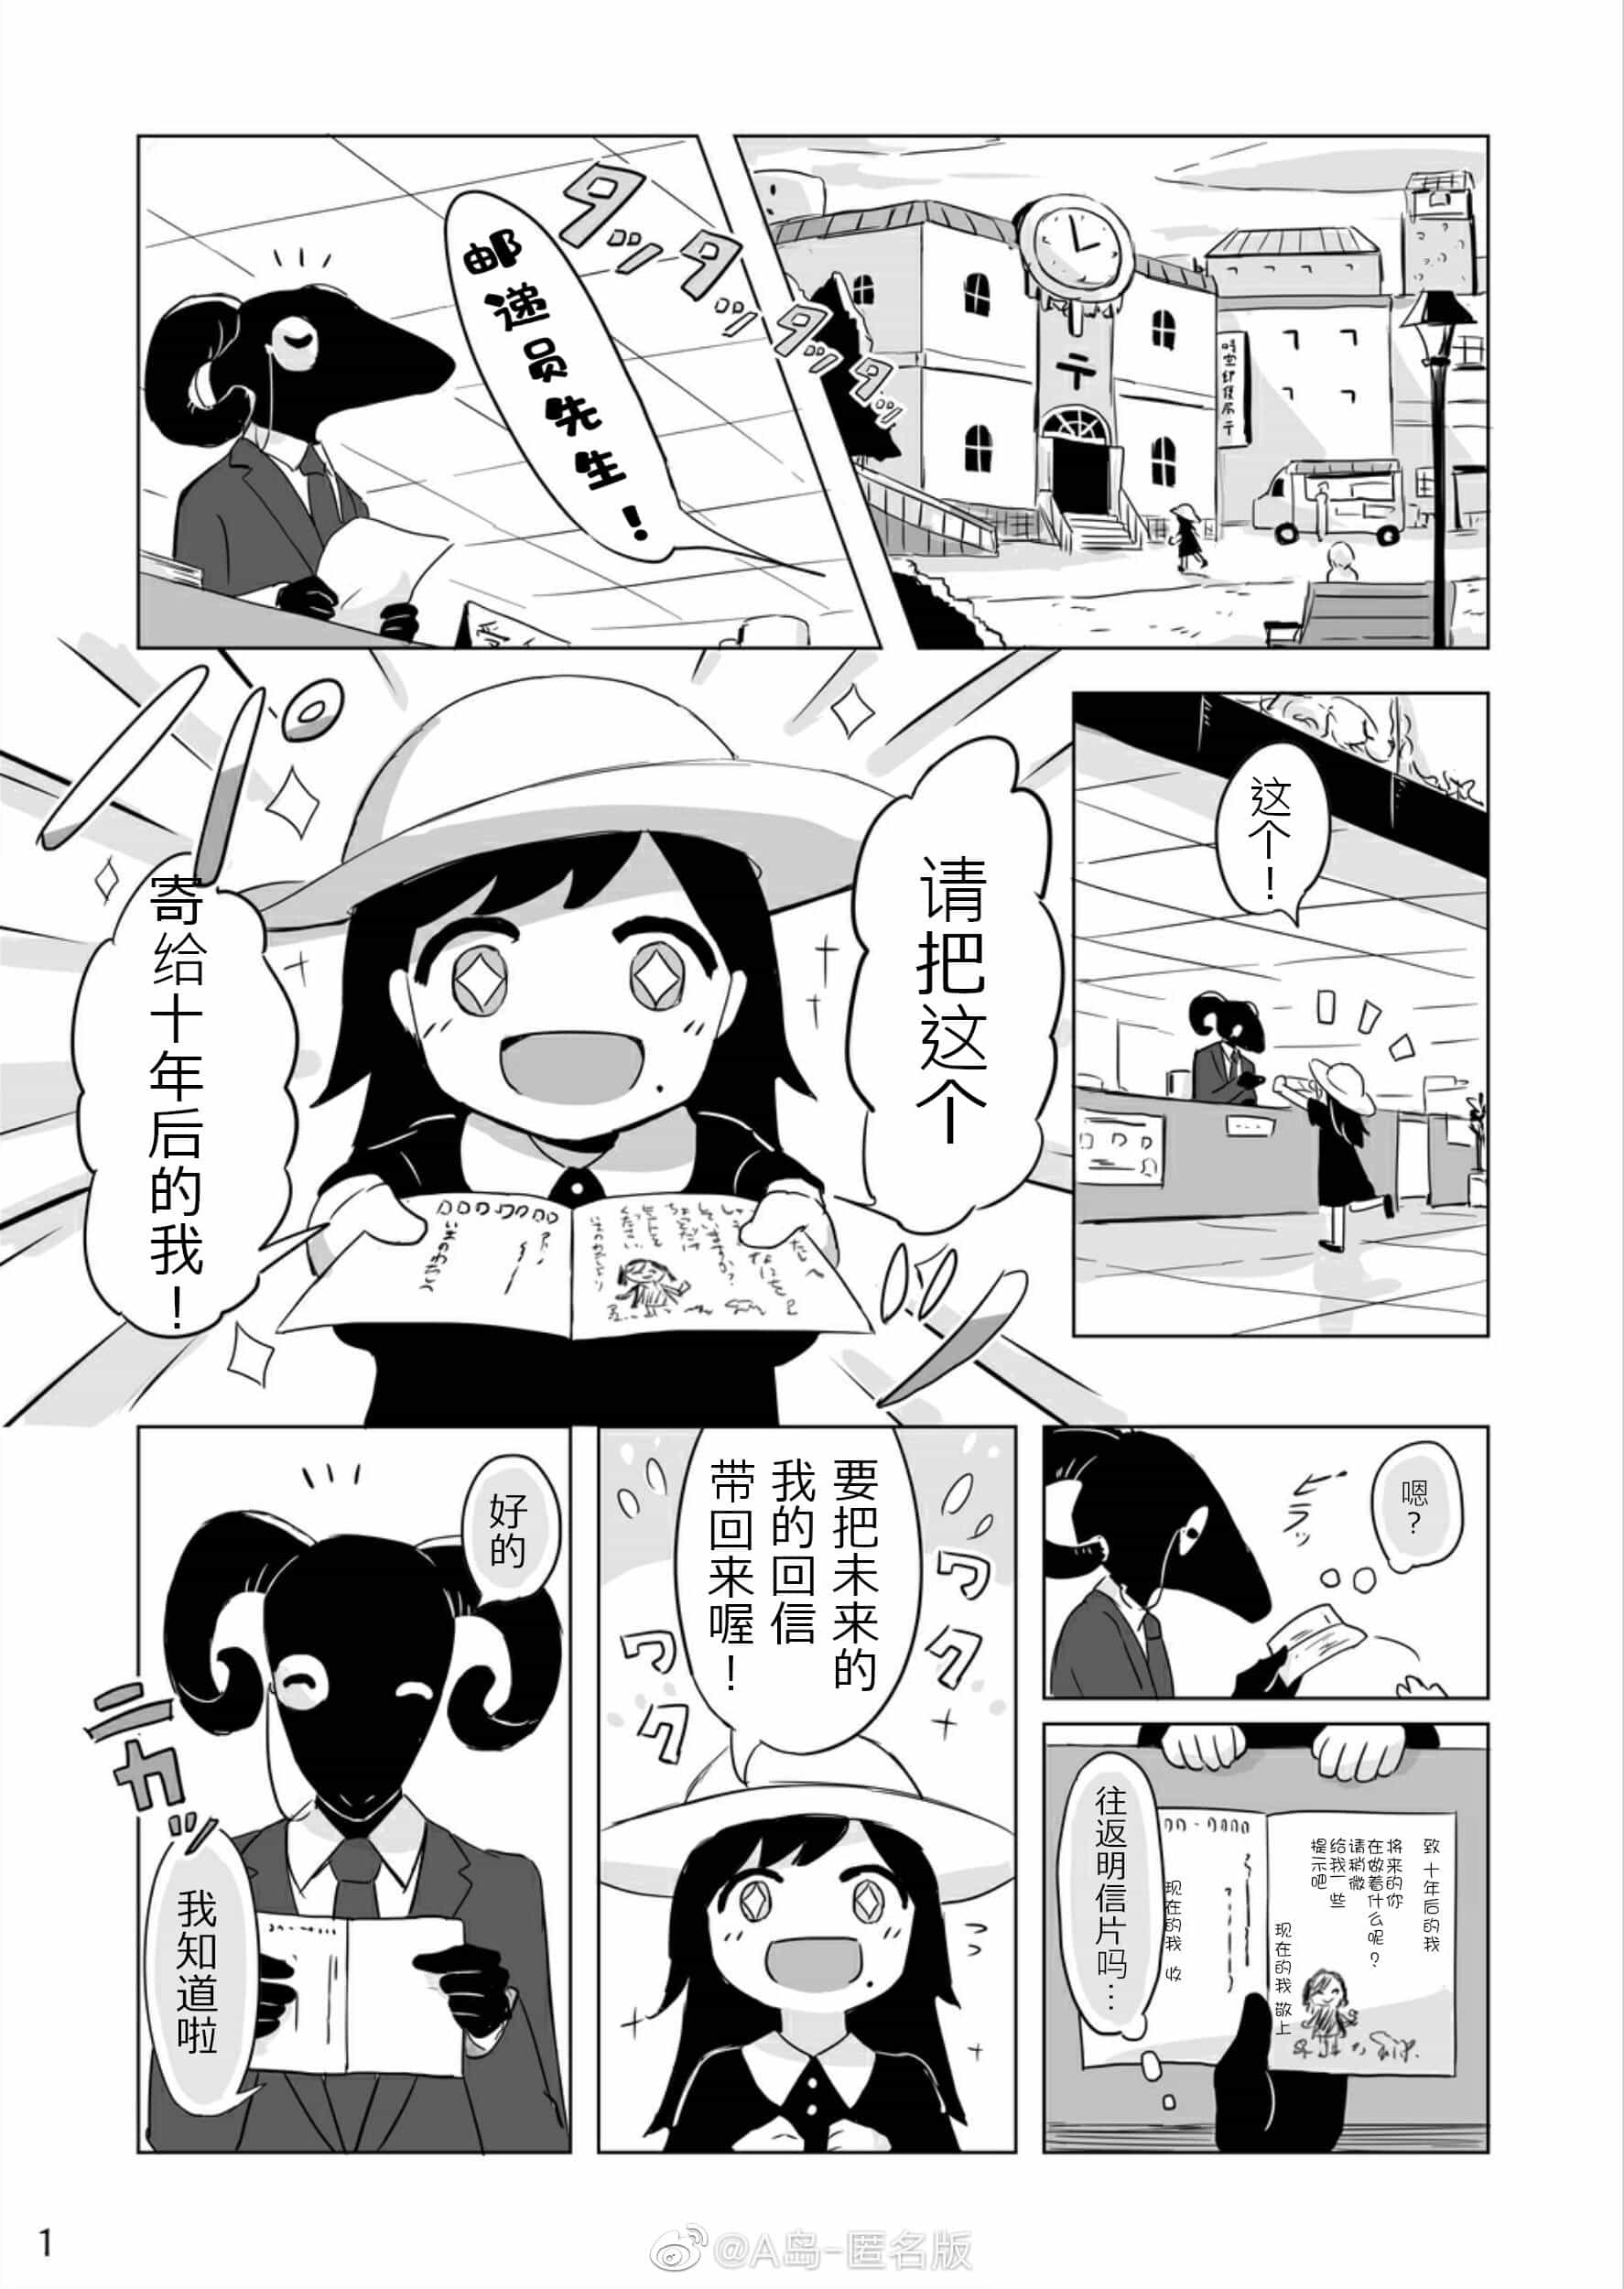 タッタッタッタッタッ
邮递员先生！
这个！
请把这个
寄给十年后的我！
嗯？
往返明信片吗…
致 十年后的我
将来的你
在做着什么呢？
请稍微
给我一些
提示吧
现在的我 敬上
现在的我 收
要把未来的
我的回信
带回来喔！
ワクワク
ワクワク
好的
ニカッ
我知道啦
1
@A岛-匿名版